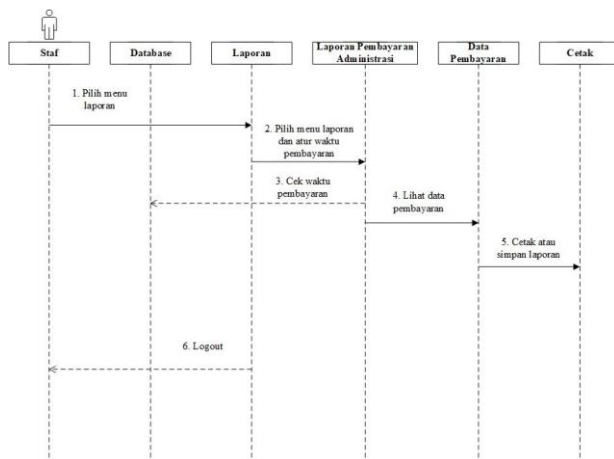 Staf
Database
Laporan
Laporan Pembayaran
Administrasi
Data
Pembayaran
Cetak
1. Pilih menu
laporan
2. Pilih menu laporan
dan atur waktu
pembayaran
3. Cek waktu
pembayaran
4. Lihat data
pembayaran
5. Cetak atau
simpan laporan
6. Logout